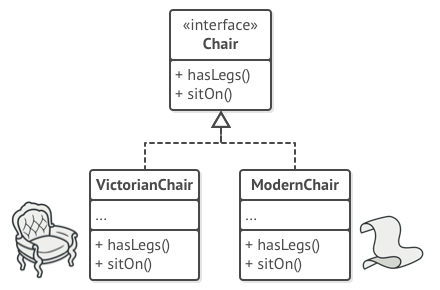 «interface»
Chair
+ hasLegs()
+ sitOn()
VictorianChair
...
+ hasLegs()
+ sitOn()
ModernChair
...
+ hasLegs()
+ sitOn()